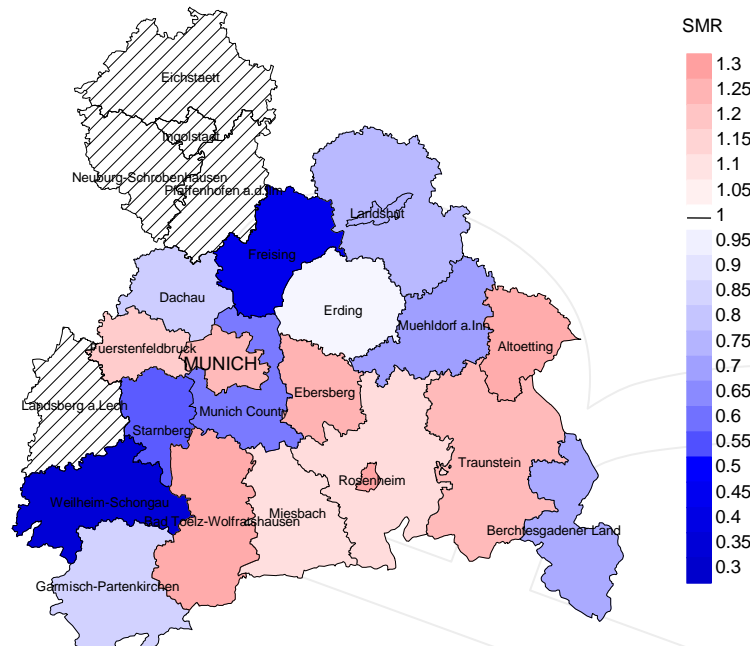 SMR
Eichstaett
Ingolstadt
Neuburg-Schrobenhausen
Pfaffenhofen a.d.Ilm
Landshut
Freising
Dachau
Erding
Muehldorf a.Inn
Altoetting
Fuerstenfeldbruck
MUNICH
Ebersberg
Landsberg a.Lech
Munich County
Starnberg
Traunstein
Rosenheim
Weilheim-Schongau
Miesbach
Bad Toelz-Wolfratshausen
Berchtesgadener Land
Garmisch-Partenkirchen
1.3
1.25
1.2
1.15
1.1
1.05
1
0.95
0.9
0.85
0.8
0.75
0.7
0.65
0.6
0.55
0.5
0.45
0.4
0.35
0.3